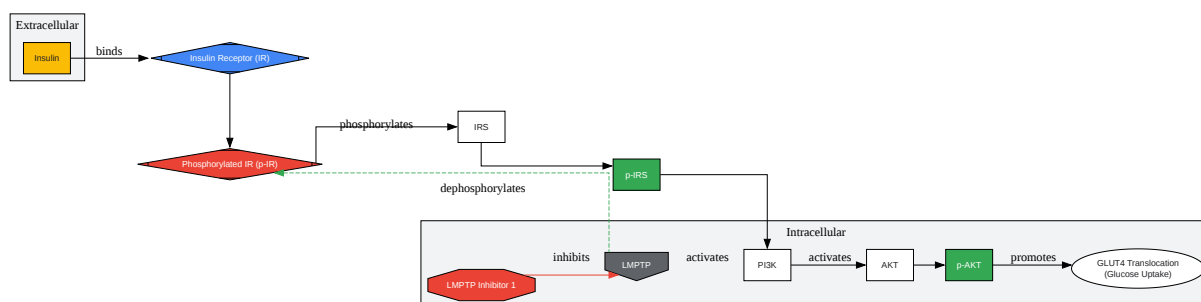 Extracellular
Insulin
binds
Insulin Receptor (IR)
phosphorylates
IRS
Phosphorylated IR (p-IR)
p-IRS
dephosphorylates
Intracellular
inhibits
LMPTP
activates
PI3K
activates
AKT
p-AKT
promotes
GLUT4 Translocation
(Glucose Uptake)
LMPTP Inhibitor 1